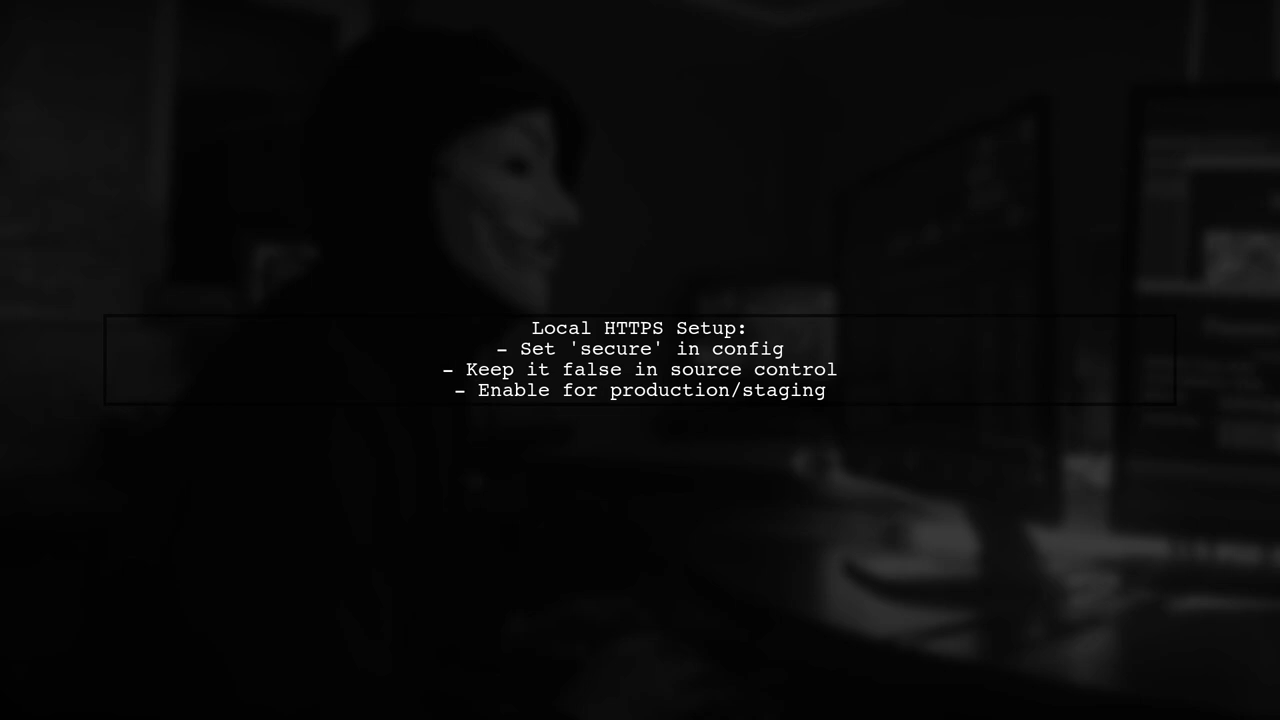 Local HTTPS Setup:
- Set 'secure' in config
- Keep it false in source control
- Enable for production/staging